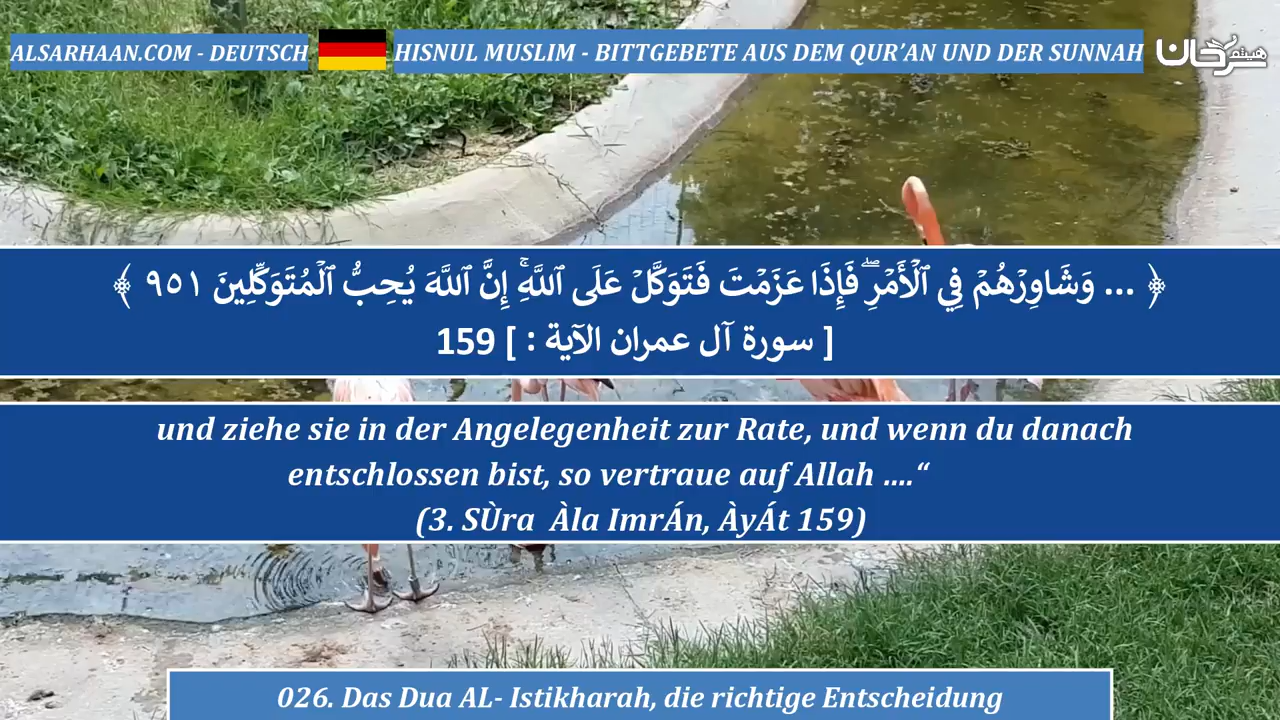 ALSARHAAN.COM - DEUTSCH
HISNUL MUSLIM - BITTGEBETE AUS DEM QUR’AN UND DER SUNNAH
هيثم سرحان
﴿ ... وَشَاوِرۡهُمۡ فِي ٱلۡأَمۡرِۖ فَإِذَا عَزَمۡتَ فَتَوَكَّلۡ عَلَى ٱللَّهِۚ إِنَّ ٱللَّهَ يُحِبُّ ٱلۡمُتَوَكِّلِينَ ٩٥١ ﴾
[ سورة آل عمران الآية : ] 159
und ziehe sie in der Angelegenheit zur Rate, und wenn du danach
entschlossen bist, so vertraue auf Allah ....“
(3. SÙra Àla ImrÁn, ÀyÁt 159)
026. Das Dua AL- Istikharah, die richtige Entscheidung